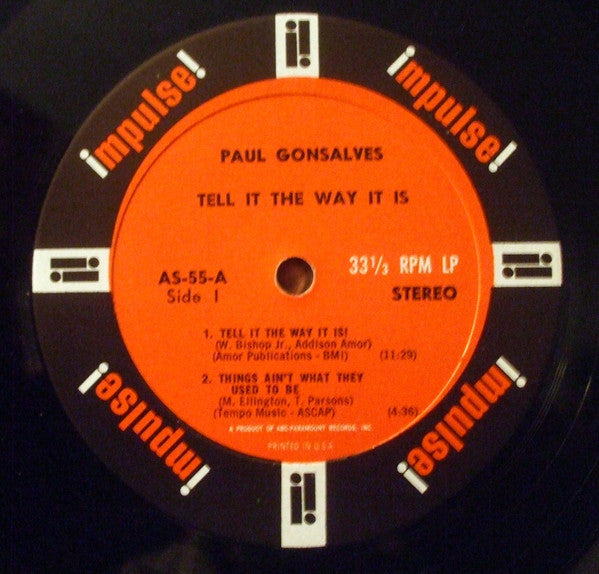 impulse!
impulse!
PAUL GONSALVES
TELL IT THE WAY IT IS
AS-55-A
Side 1
33 1/3 RPM LP
STEREO
1. TELL IT THE WAY IT IS!
(W. Bishop Jr., Addison Amor)
(Amor Publications - BMI) (11:29)
2. THINGS AIN'T WHAT THEY
USED TO BE
(M. Ellington, T. Parsons)
(Tempo Music - ASCAP) (4:36)
A PRODUCT OF ABC-PARAMOUNT RECORDS, INC.
PRINTED IN U.S.A.
impulse!
impulse!